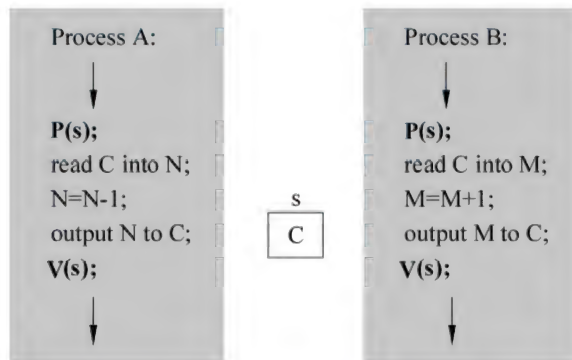 Process A:
P(s);
read C into N;
N=N-1;
output N to C;
V(s);
s
C
Process B:
P(s);
read C into M;
M=M+1;
output M to C;
V(s);